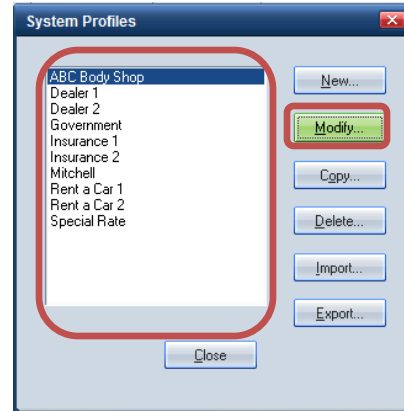 System Profiles
ABC Body Shop
Dealer 1
Dealer 2
Government
Insurance 1
Insurance 2
Mitchell
Rent a Car 1
Rent a Car 2
Special Rate
New...
Modify...
Copy...
Delete...
Import...
Export...
Close